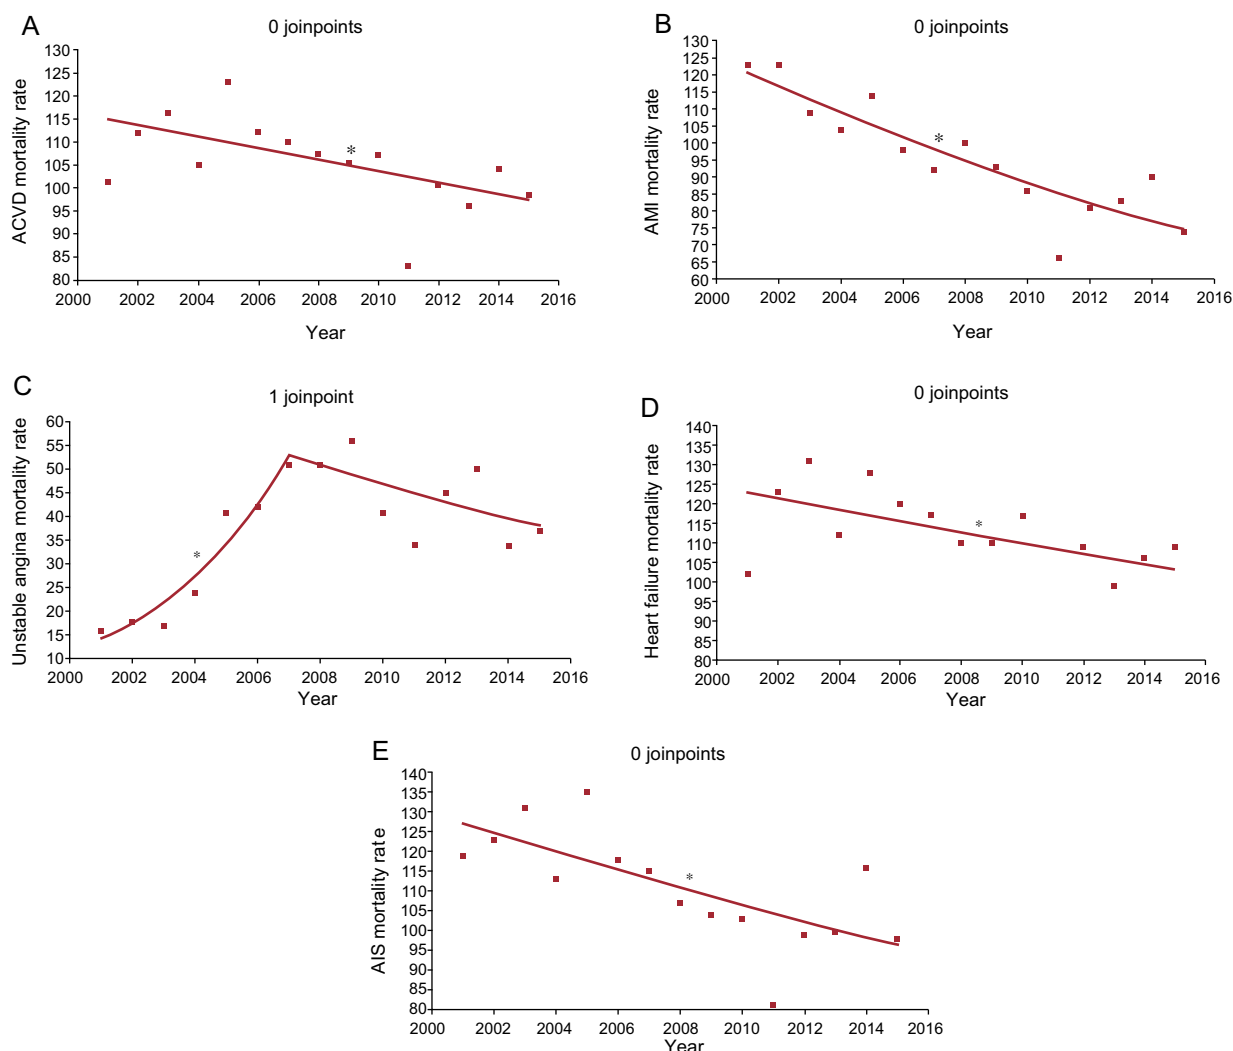 A
0 joinpoints
ACVD mortality rate
130
125
120
115
110
105
100
95
90
85
80
*
2000 2002 2004 2006 2008 2010 2012 2014 2016
Year
B
0 joinpoints
AMI mortality rate
130
125
120
115
110
105
100
95
90
85
80
75
70
65
60
*
2000 2002 2004 2006 2008 2010 2012 2014 2016
Year
C
1 joinpoint
Unstable angina mortality rate
60
55
50
45
40
35
30
25
20
15
10
*
2000 2002 2004 2006 2008 2010 2012 2014 2016
Year
D
0 joinpoints
Heart failure mortality rate
140
135
130
125
120
115
110
105
100
95
90
85
80
*
2000 2002 2004 2006 2008 2010 2012 2014 2016
Year
E
0 joinpoints
AIS mortality rate
140
135
130
125
120
115
110
105
100
95
90
85
80
*
2000 2002 2004 2006 2008 2010 2012 2014 2016
Year